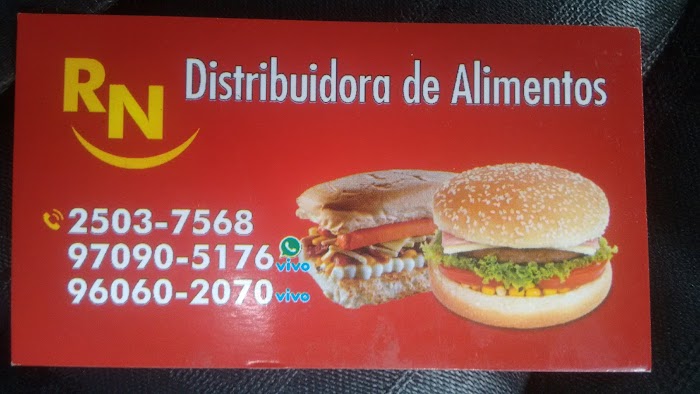 RN
Distribuidora de Alimentos
2503-7568
97090-5176 vivo
96060-2070 vivo